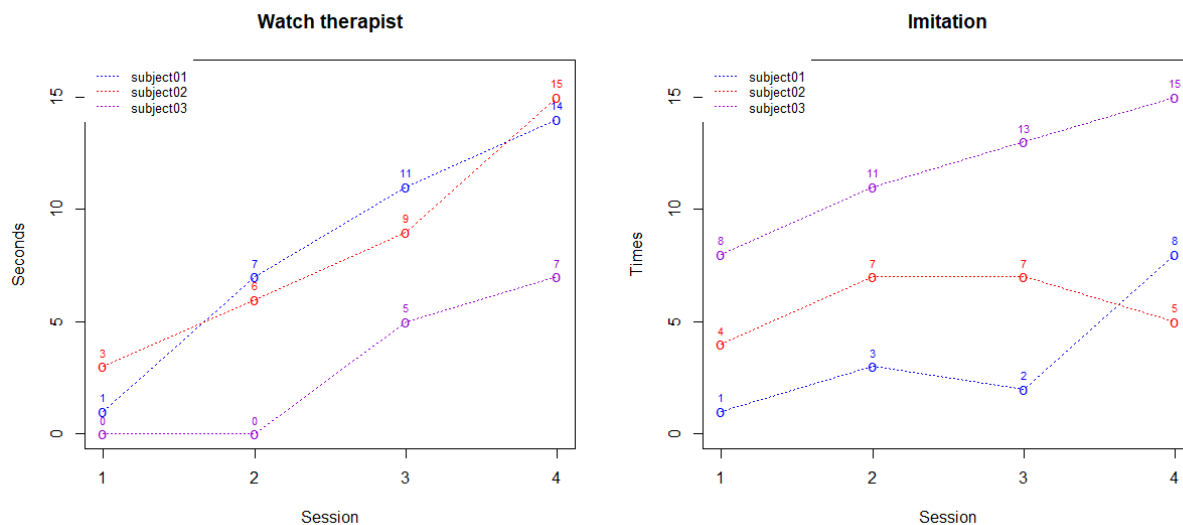 Watch therapist
subject01
subject02
subject03
15
14
15
11
10
9
7
6
7
5
5
3
1
0
0
0
1 2 3 4
Seconds
Session
Imitation
subject01
subject02
subject03
15
15
13
11
10
8
8
7
7
5
5
4
3
2
1
0
1 2 3 4
Times
Session